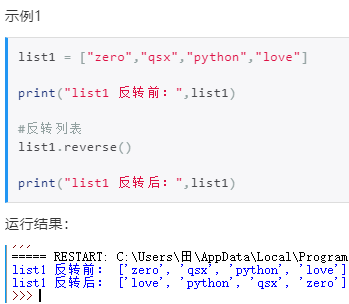 示例1
list1 = ["zero","qsx","python","love"]
print("list1 反转前：",list1)
#反转列表
list1.reverse()
print("list1 反转后：",list1)
运行结果：
>>>
===== RESTART: C:\Users\田\AppData\Local\Program
list1 反转前： ['zero', 'qsx', 'python', 'love']
list1 反转后： ['love', 'python', 'qsx', 'zero']
>>>